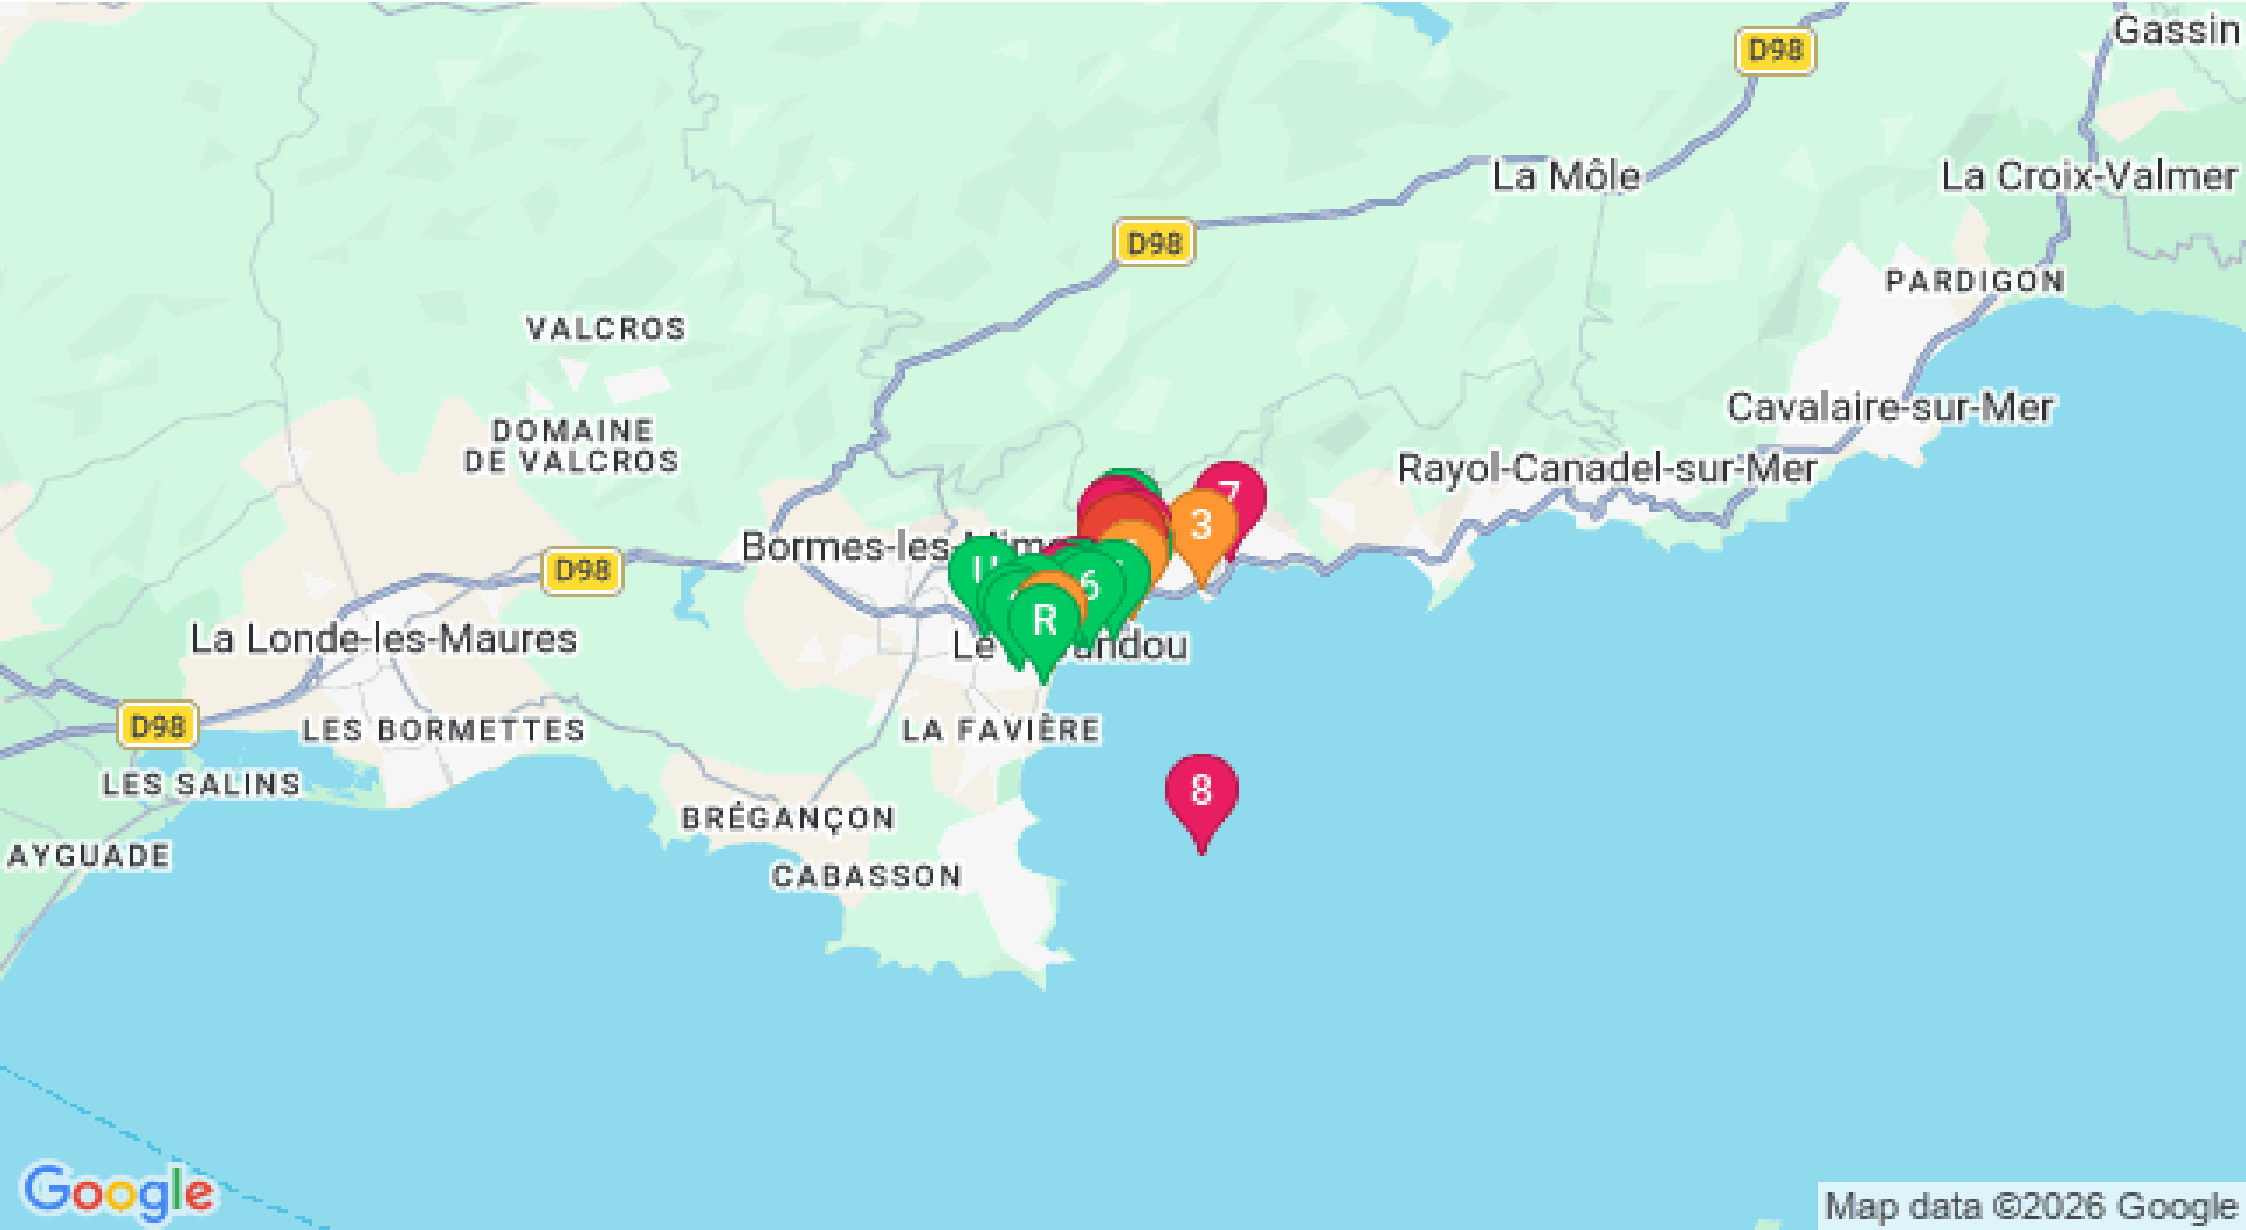 Gassin
D98
La Môle
La Croix-Valmer
D98
PARDIGON
VALCROS
Cavalaire-sur-Mer
DOMAINE
DE VALCROS
Rayol-Canadel-sur-Mer
7
3
Bormes-les-
D98
6
R
La Londe-les-Maures
Le
D98
LES BORMETTES
LA FAVIÈRE
LES SALINS
8
BRÉGANÇON
AYGUADE
CABASSON
Google
Map data ©2026 Google